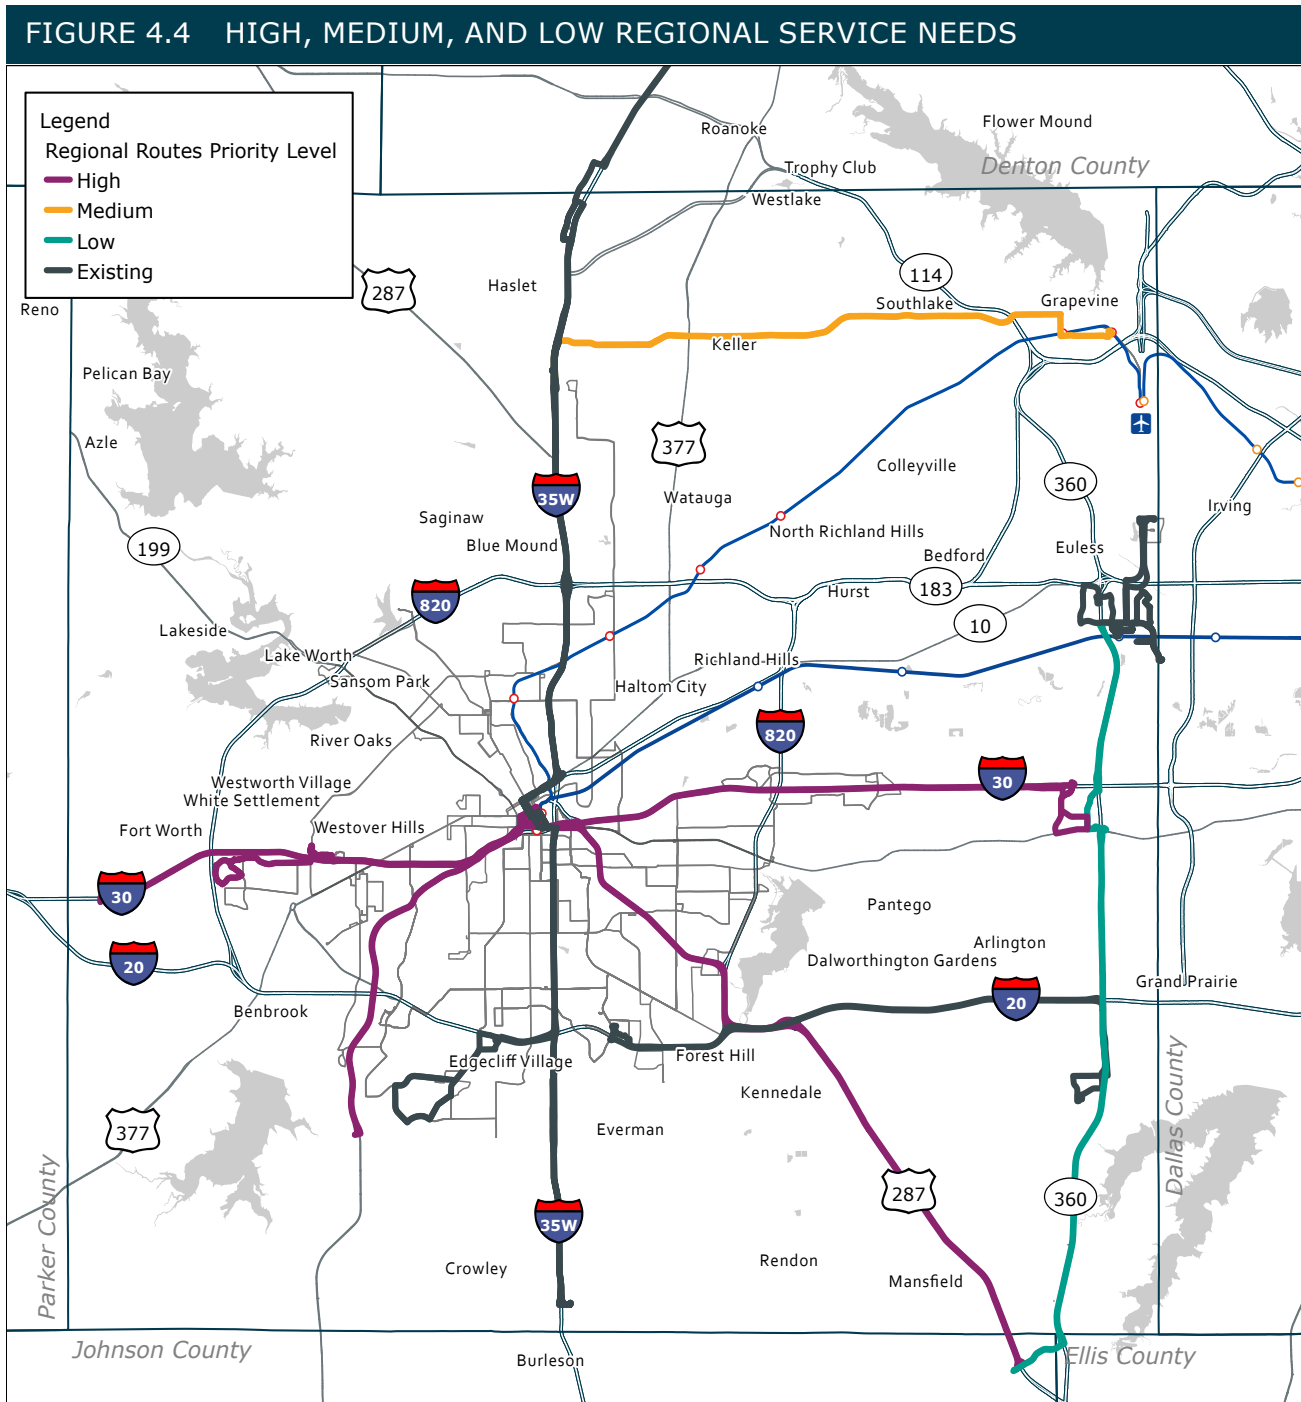 FIGURE 4.4 HIGH, MEDIUM, AND LOW REGIONAL SERVICE NEEDS
Legend
Regional Routes Priority Level
High
Medium
Low
Existing
Roanoke
Flower Mound
Denton County
Trophy Club
Westlake
114
Haslet
287
Southlake
Grapevine
Reno
Keller
Pelican Bay
Azle
377
Colleyville
360
35W
Watauga
Irving
Saginaw
North Richland Hills
Blue Mound
Bedford
Euless
199
820
Hurst
183
10
Lakeside
Lake Worth
Richland Hills
Sansom Park
Haltom City
River Oaks
820
Westworth Village
30
White Settlement
Fort Worth
Westover Hills
30
Pantego
Arlington
20
Dalworthington Gardens
Grand Prairie
20
Benbrook
Edgecliff Village
Forest Hill
Kennedale
377
Everman
Dallas County
287
360
Parker County
35W
Crowley
Rendon
Mansfield
Johnson County
Burleson
Ellis County